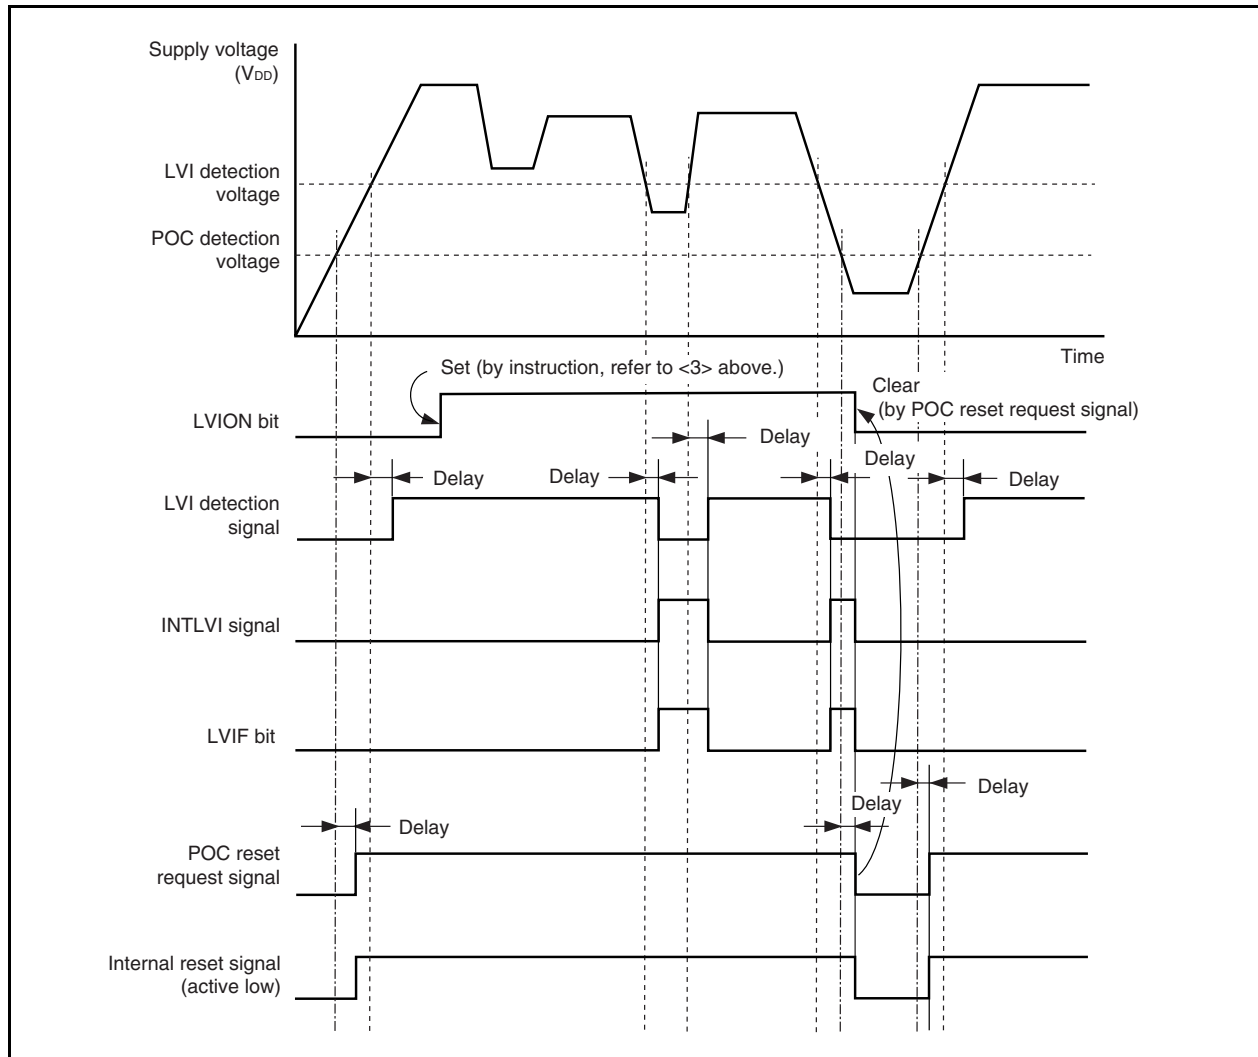 Supply voltage
(VDD)
LVI detection
voltage
POC detection
voltage
Time
Set (by instruction, refer to <3> above.)
Clear
(by POC reset request signal)
LVION bit
Delay
Delay
Delay
Delay
Delay
LVI detection
signal
INTLVI signal
LVIF bit
Delay
Delay
Delay
POC reset
request signal
Internal reset signal
(active low)